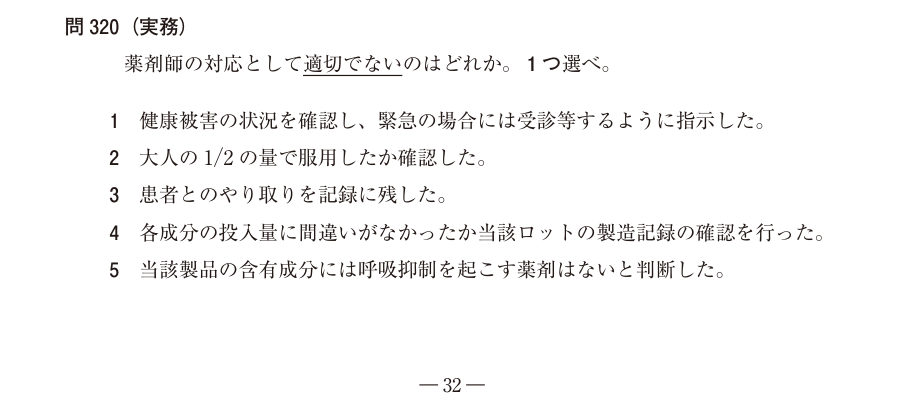 問 320（実務）
薬剤師の対応として適切でないのはどれか。1つ選べ。
1 健康被害の状況を確認し、緊急の場合には受診等するように指示した。
2 大人の 1/2 の量で服用したか確認した。
3 患者とのやり取りを記録に残した。
4 各成分の投入量に間違いがなかったか当該ロットの製造記録の確認を行った。
5 当該製品の含有成分には呼吸抑制を起こす薬剤はないと判断した。
― 32 ―